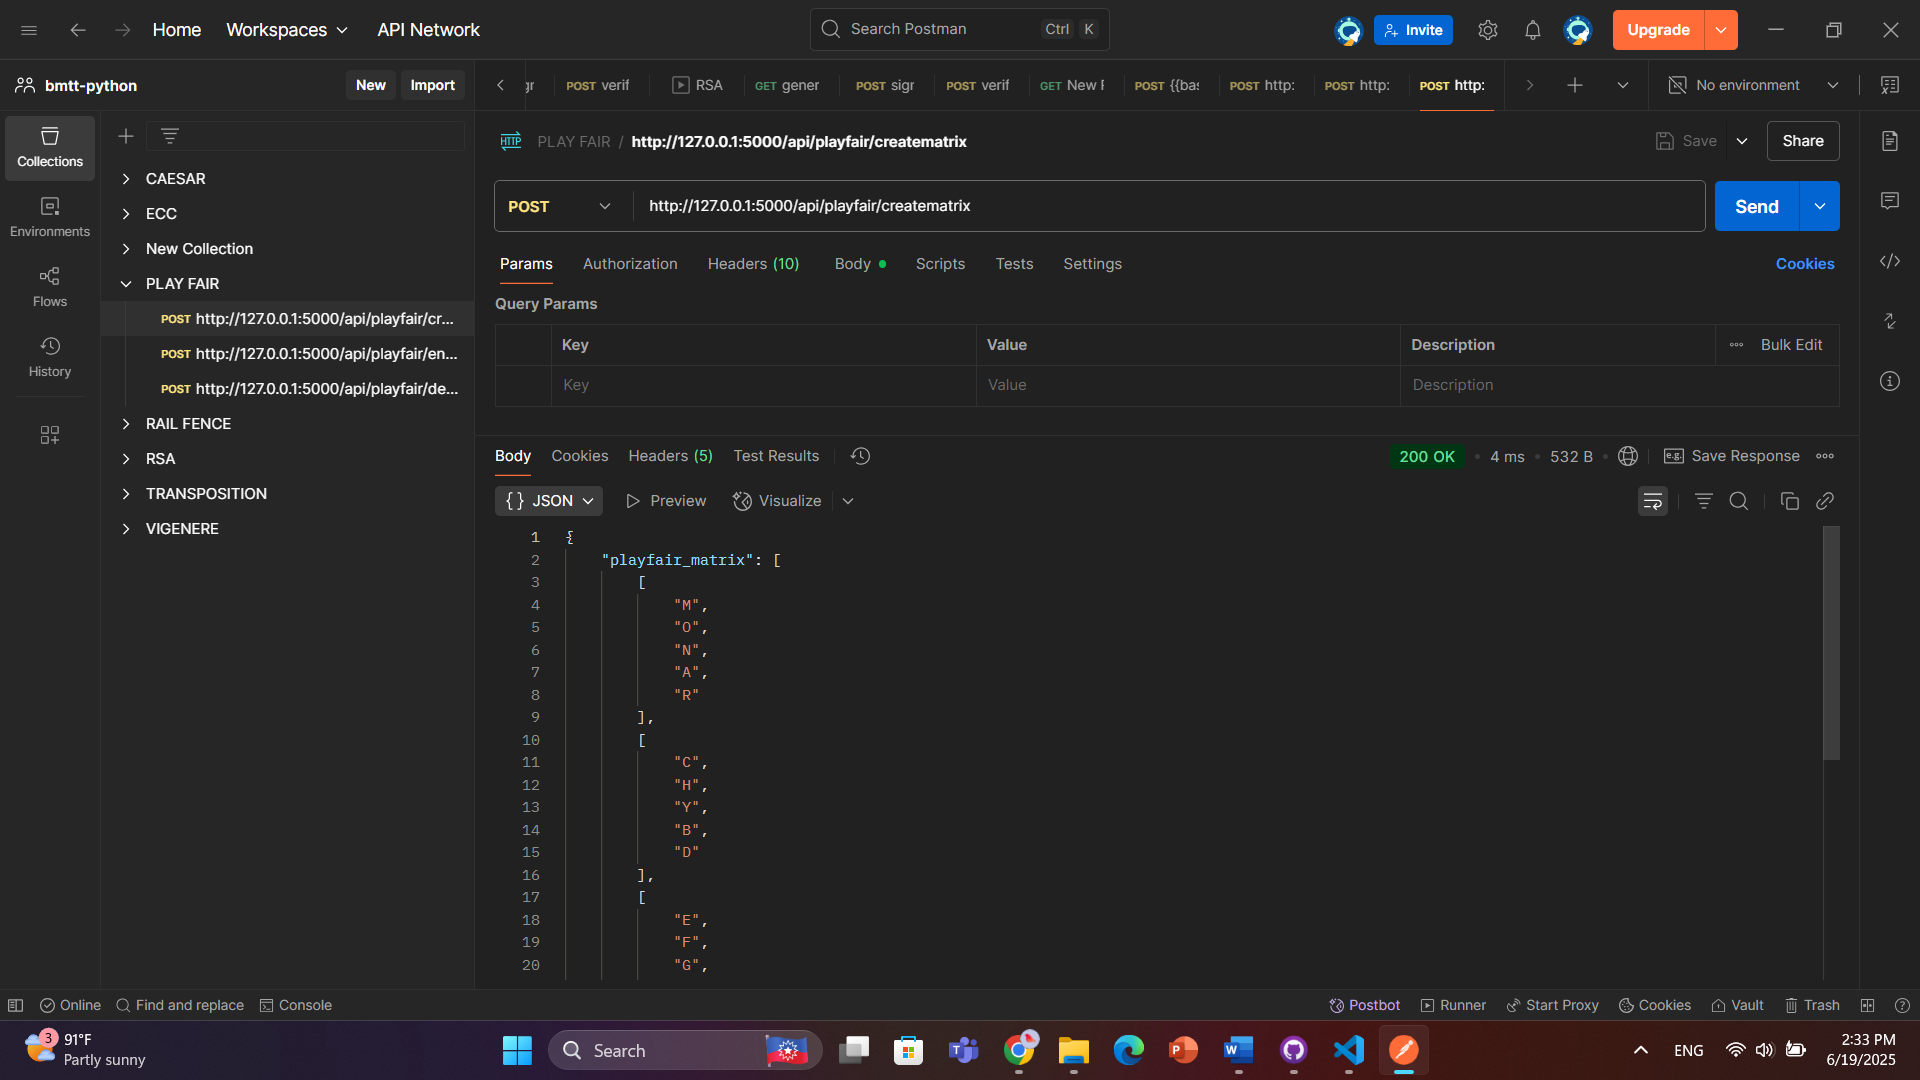 Home Workspaces API Network Search Postman Ctrl K Invite Upgrade
bmtt-python New Import POST verif RSA GET gener POST sigr POST verif GET New F POST {{bas POST http: POST http: POST http: No environment
Collections
Environments
Flows
History
CAESAR
ECC
New Collection
PLAY FAIR
POST http://127.0.0.1:5000/api/playfair/cr...
POST http://127.0.0.1:5000/api/playfair/en...
POST http://127.0.0.1:5000/api/playfair/de...
RAIL FENCE
RSA
TRANSPOSITION
VIGENERE
HTTP PLAY FAIR / http://127.0.0.1:5000/api/playfair/creatematrix Save Share
POST http://127.0.0.1:5000/api/playfair/creatematrix Send
Params Authorization Headers (10) Body Scripts Tests Settings Cookies
Query Params
Key Value Description Bulk Edit
Key Value Description
Body Cookies Headers (5) Test Results 200 OK 4 ms 532 B e.g. Save Response
{} JSON Preview Visualize
1 {
2 "playfair_matrix": [
3 [
4 "M",
5 "O",
6 "N",
7 "A",
8 "R"
9 ],
10 [
11 "C",
12 "H",
13 "Y",
14 "B",
15 "D"
16 ],
17 [
18 "E",
19 "F",
20 "G",
Online Find and replace Console Postbot Runner Start Proxy Cookies Vault Trash
3 91°F
Partly sunny
Search
ENG
2:33 PM
6/19/2025